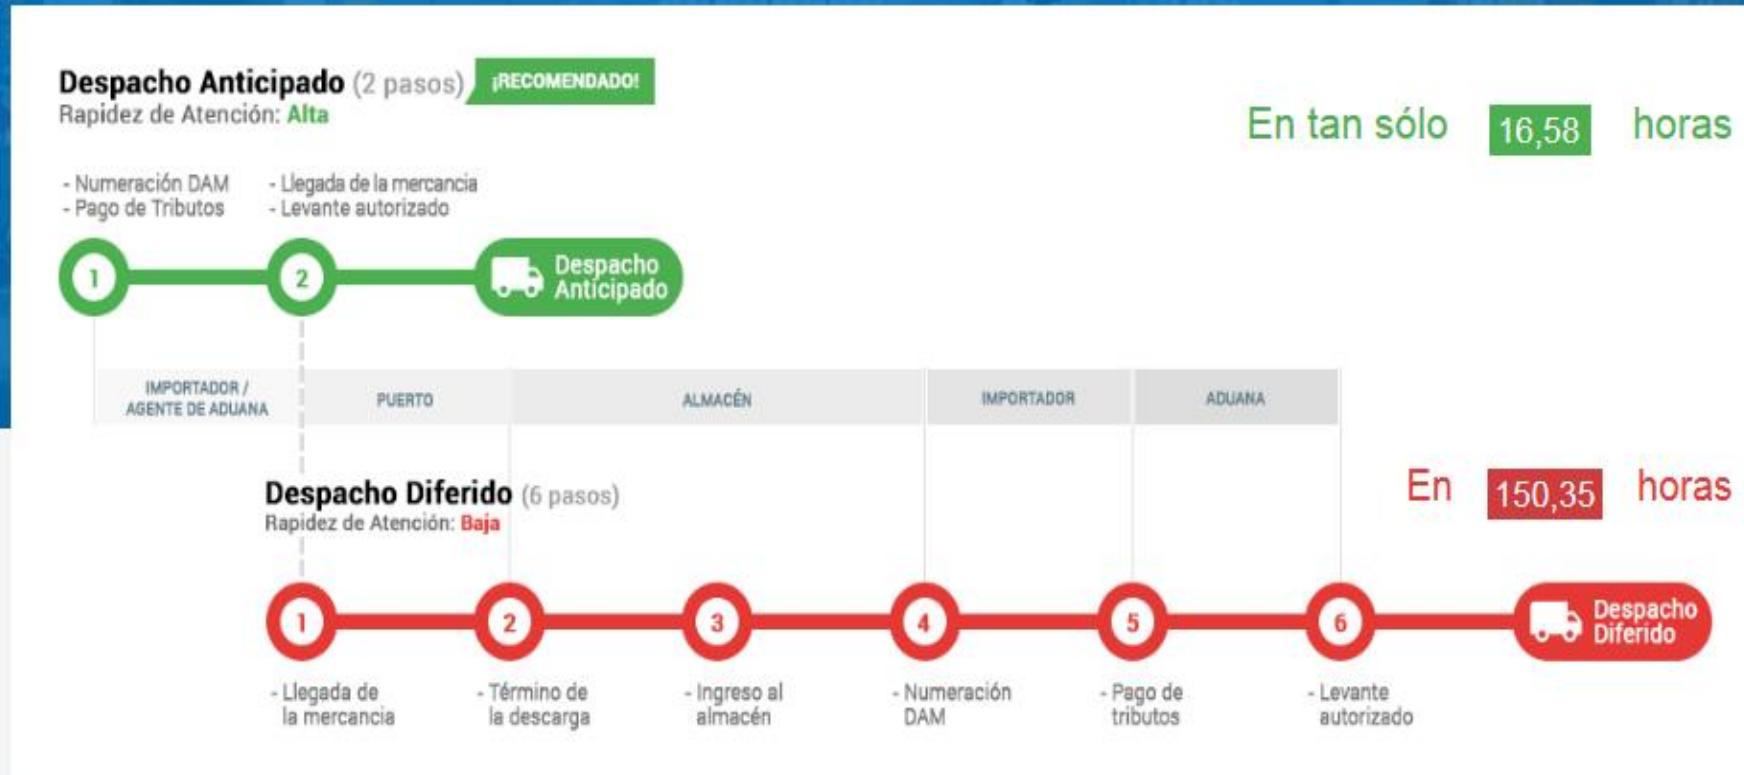 Despacho Anticipado (2 pasos) ¡RECOMENDADO!
Rapidez de Atención: Alta
En tan sólo 16,58 horas
- Numeración DAM
- Pago de Tributos
- Llegada de la mercancia
- Levante autorizado
1
2
Despacho
Anticipado
IMPORTADOR /
AGENTE DE ADUANA
PUERTO
ALMACÉN
IMPORTADOR
ADUANA
Despacho Diferido (6 pasos)
Rapidez de Atención: Baja
En 150,35 horas
1
2
3
4
5
6
Despacho
Diferido
- Llegada de
la mercancia
- Término de
la descarga
- Ingreso al
almacén
- Numeración
DAM
- Pago de
tributos
- Levante
autorizado